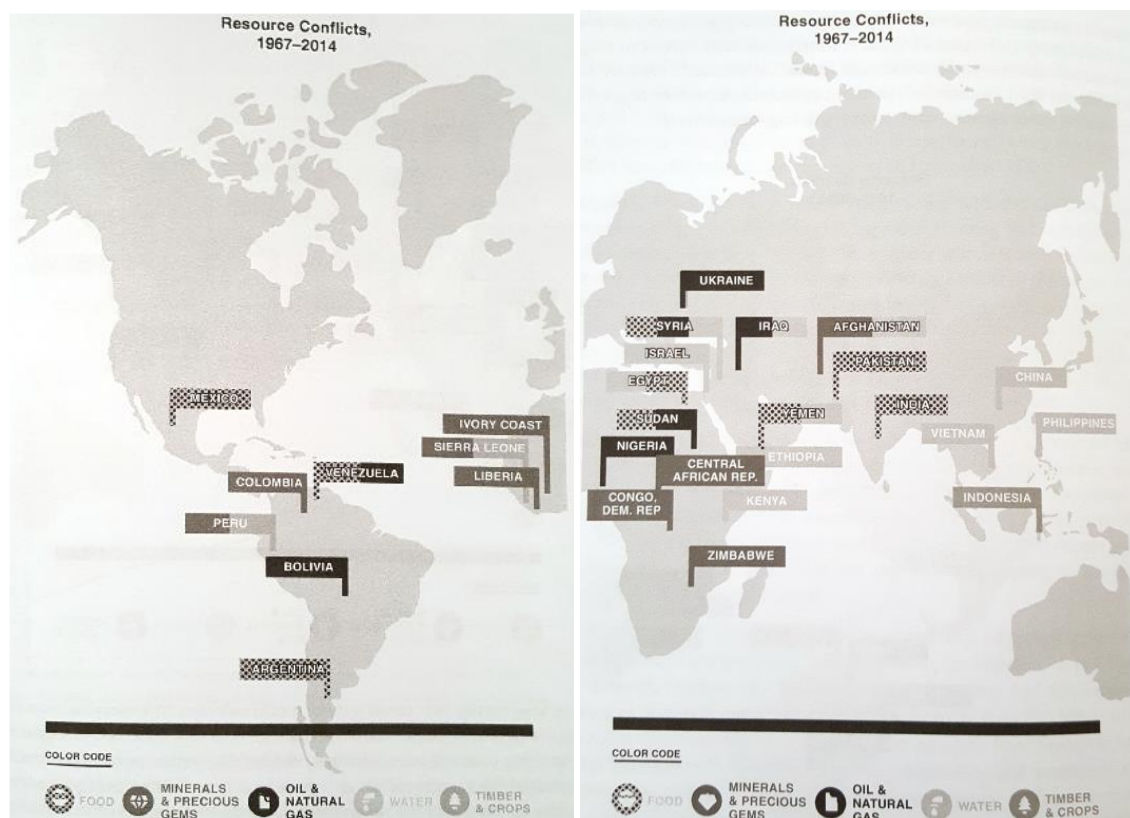 Resource Conflicts,
1967–2014
MEXICO
IVORY COAST
SIERRA LEONE
LIBERIA
VENEZUELA
COLOMBIA
PERU
BOLIVIA
ARGENTINA
COLOR CODE
FOOD
MINERALS
& PRECIOUS
GEMS
OIL &
NATURAL
GAS
WATER
TIMBER
& CROPS
Resource Conflicts,
1967–2014
UKRAINE
SYRIA
IRAQ
AFGHANISTAN
ISRAEL
PAKISTAN
EGYPT
CHINA
SUDAN
YEMEN
INDIA
PHILIPPINES
VIETNAM
NIGERIA
ETHIOPIA
CENTRAL
AFRICAN REP.
CONGO,
DEM. REP
KENYA
INDONESIA
ZIMBABWE
COLOR CODE
FOOD
MINERALS
& PRECIOUS
GEMS
OIL &
NATURAL
GAS
WATER
TIMBER
& CROPS